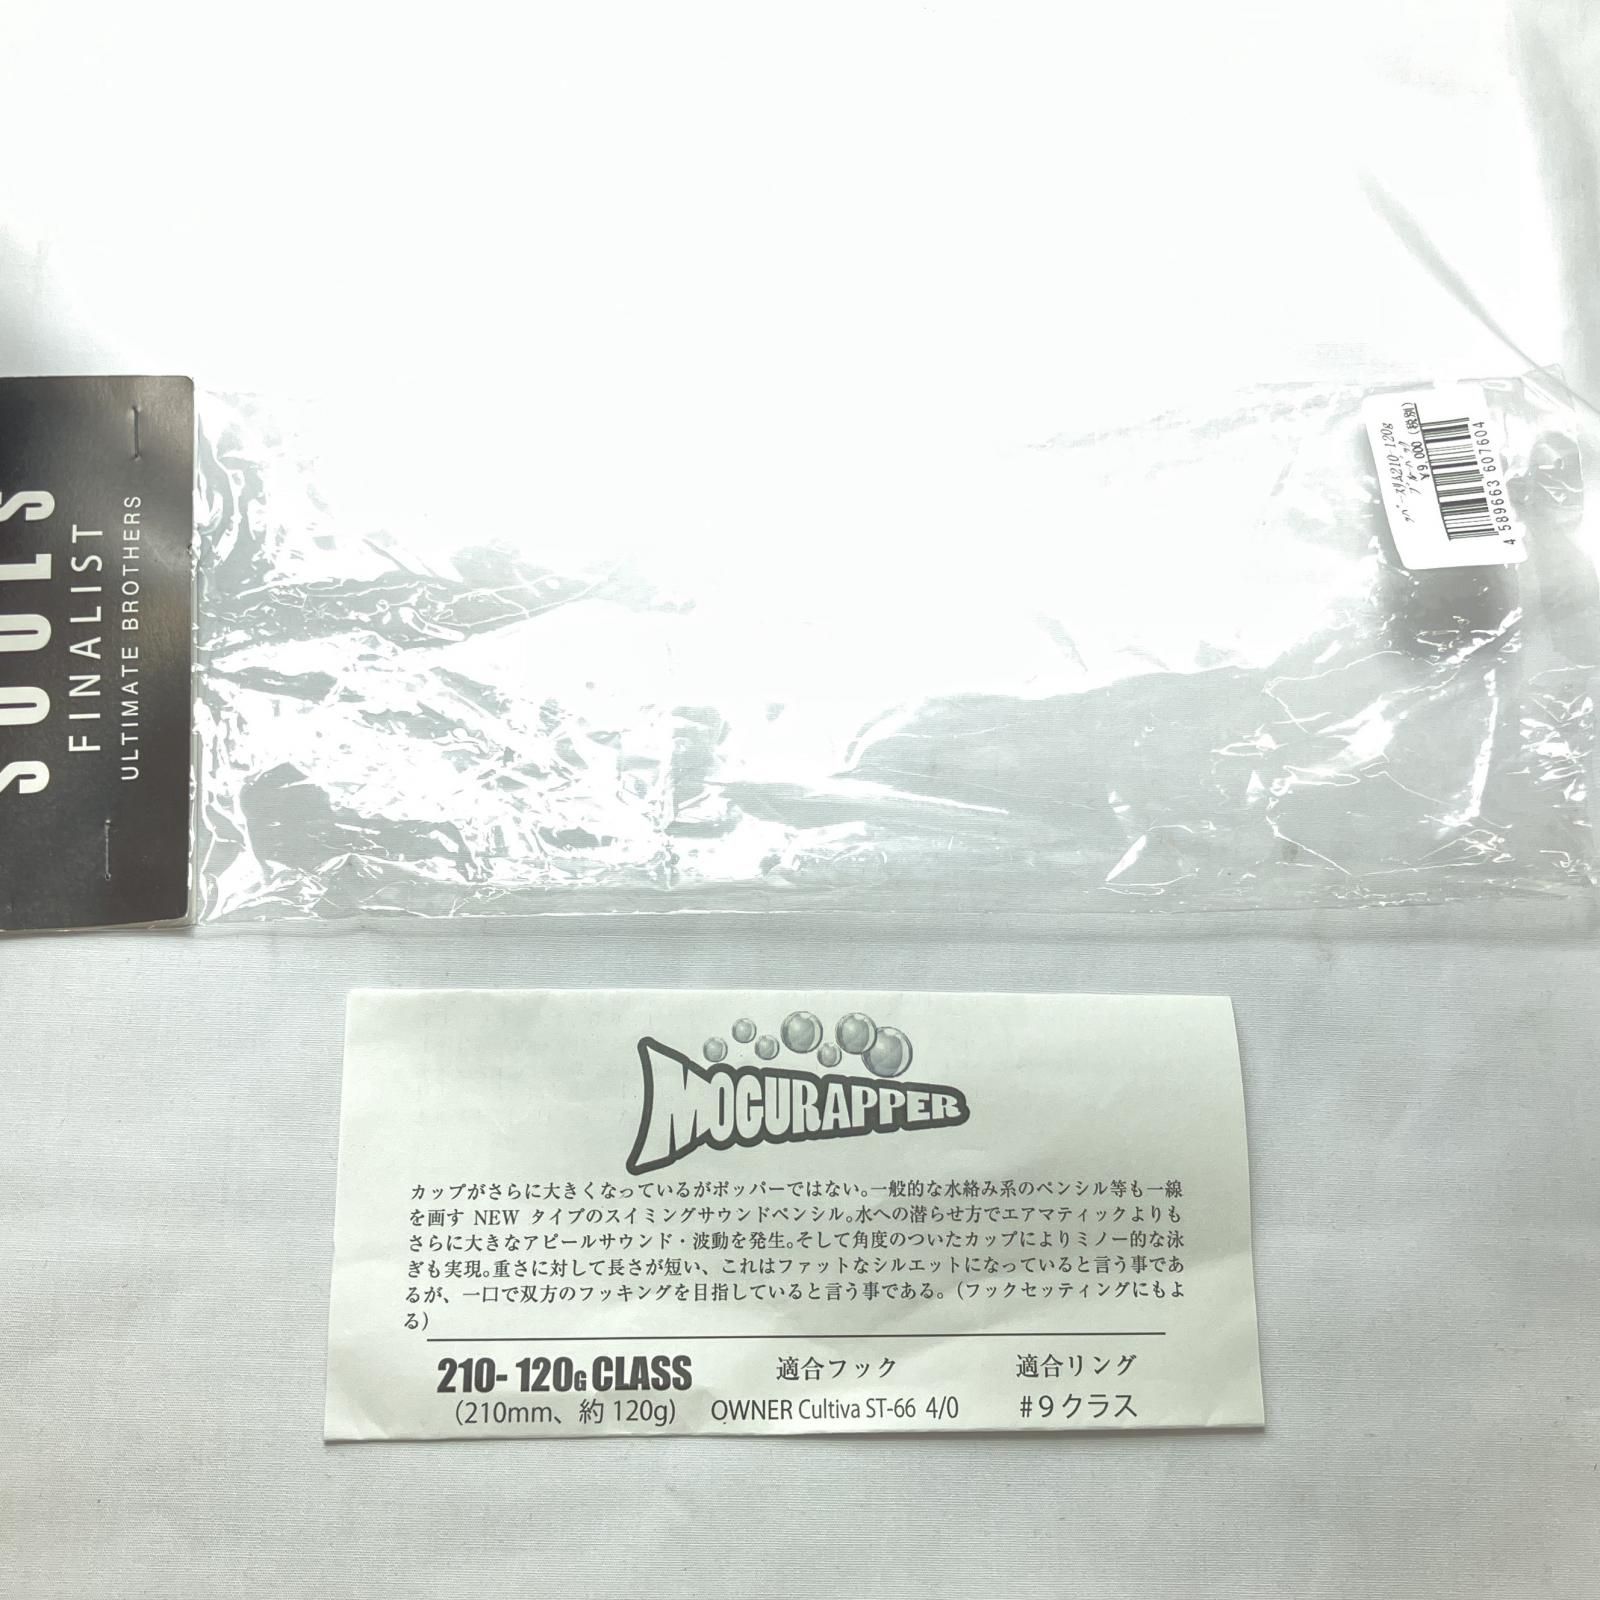 SOULS
FINALIST
ULTIMATE BROTHERS
210 120g
¥9,000 (税別)
4 589663 607604
MOGURAPPER
カップがさらに大きくなっているがポッパーではない。一般的な水絡み系のペンシル等も一線
を画す NEW タイプのスイミングサウンドペンシル。水への潜らせ方でエアマティックよりも
さらに大きなアピールサウンド・波動を発生。そして角度のついたカップによりミノー的な泳
ぎも実現。重さに対して長さが短い、これはファットなシルエットになっていると言う事であ
るが、一口で双方のフッキングを目指していると言う事である。(フックセッティングにもよ
る)
210- 120G CLASS
(210mm、約 120g)
適合フック
OWNER Cultiva ST-66 4/0
適合リング
#9クラス